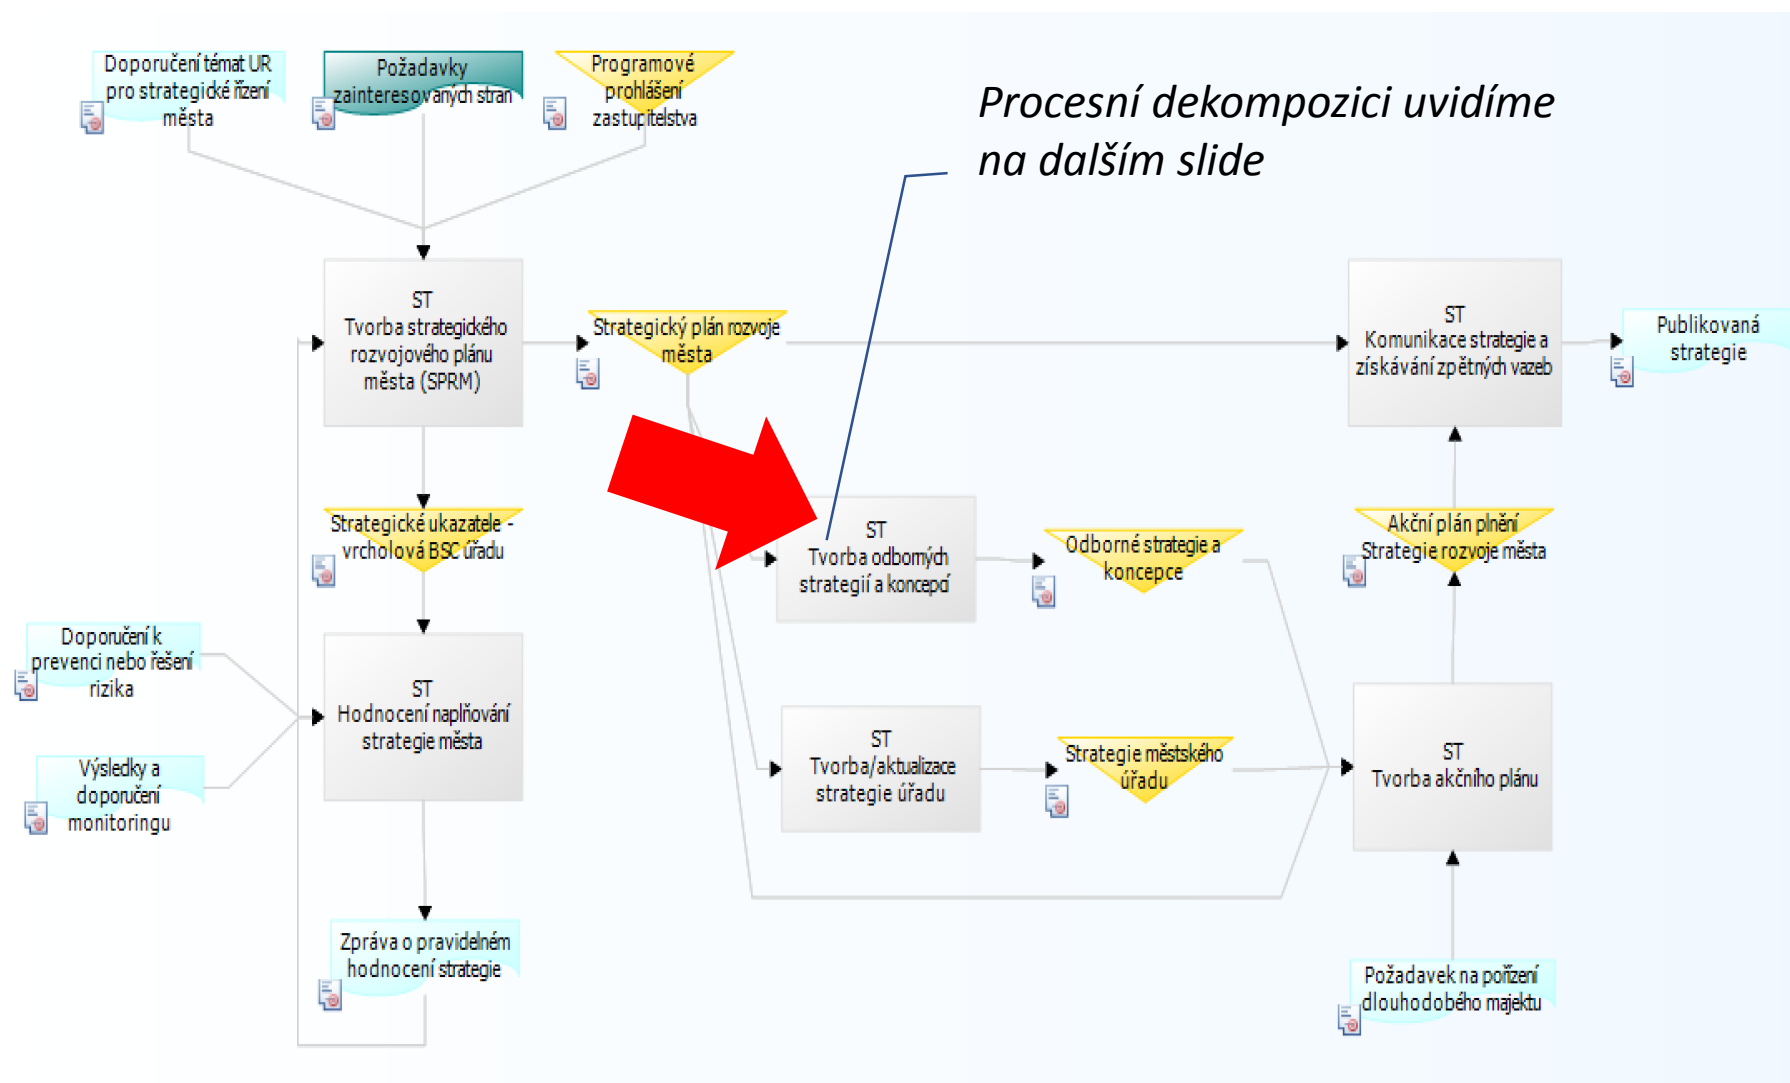 Doporučení témat UR
pro strategické řízení
města
Požadavky
zainteresovaných stran
Programové
prohlášení
zastupitelstva
Procesní dekompozici uvidíme
na dalším slide
ST
Tvorba strategického
rozvojového plánu
města (SPRM)
Strategický plán rozvoje
města
ST
Komunikace strategie a
získávání zpětných vazeb
Publikovaná
strategie
Strategické ukazatele -
vrcholová BSC úřadu
ST
Tvorba odborných
strategií a koncepcí
Odborné strategie a
koncepce
Akční plán plnění
Strategie rozvoje města
Doporučení k
prevenci nebo řešení
rizika
ST
Hodnocení naplňování
strategie města
Výsledky a
doporučení
monitoringu
ST
Tvorba/aktualizace
strategie úřadu
Strategie městského
úřadu
ST
Tvorba akčního plánu
Zpráva o pravidelném
hodnocení strategie
Požadavek na pořízení
dlouhodobého majektu